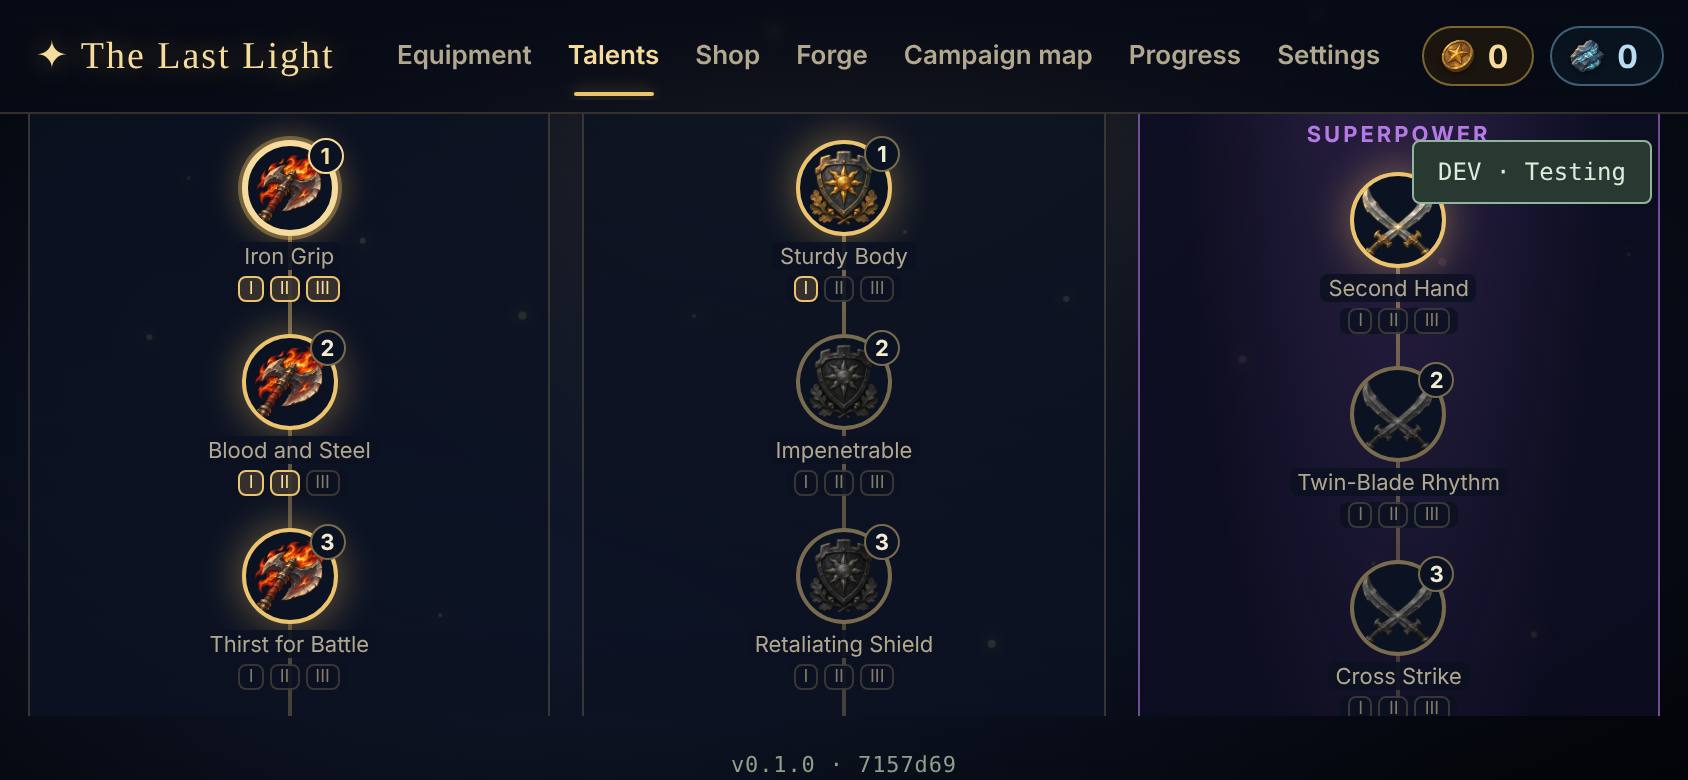 ✦ The Last Light Equipment Talents Shop Forge Campaign map Progress Settings 0 0
SUPERPOWER
DEV · Testing
1
Iron Grip
I II III
2
Blood and Steel
I II III
3
Thirst for Battle
I II III
1
Sturdy Body
I II III
2
Impenetrable
I II III
3
Retaliating Shield
I II III
Second Hand
I II III
2
Twin-Blade Rhythm
I II III
3
Cross Strike
I II III
v0.1.0 · 7157d69